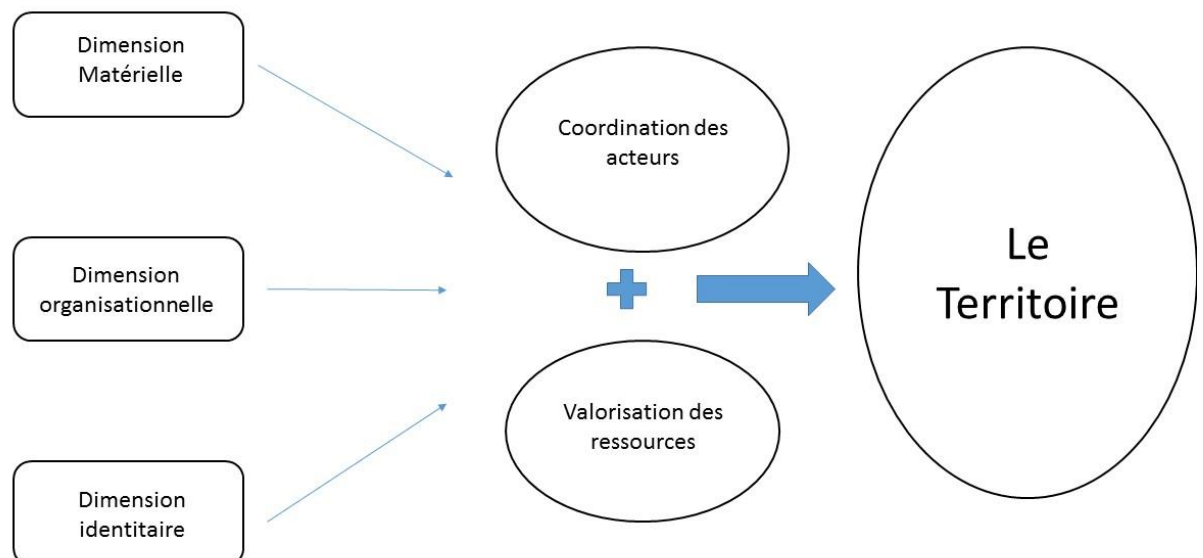 Dimension
Matérielle
Coordination des
acteurs
Dimension
organisationnelle
Le
Territoire
Valorisation des
ressources
Dimension
identitaire